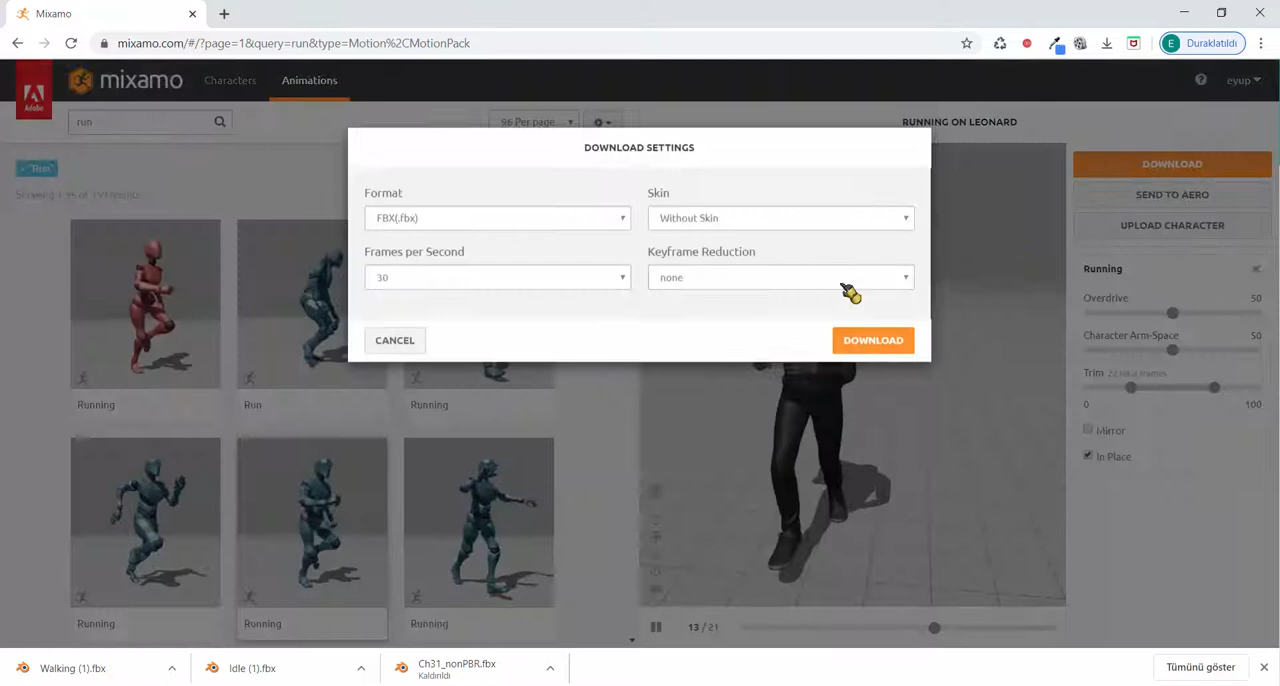 Mixamo
mixamo.com/#/?page=1&query=run&type=Motion%2CMotionPack
E
Duraklatıldı
Adobe
mixamo
Characters
Animations
eyup
run
96 Per page
RUNNING ON LEONARD
"Run"
DOWNLOAD SETTINGS
Format
Skin
FBX(.fbx)
Without Skin
Frames per Second
Keyframe Reduction
30
none
CANCEL
DOWNLOAD
DOWNLOAD
SEND TO AERO
UPLOAD CHARACTER
Running
Overdrive
50
Character Arm-Space
50
Trim
0
100
Mirror
In Place
Running
Run
Running
Running
Running
Running
13 / 21
Walking (1).fbx
Idle (1).fbx
Ch31_nonPBR.fbx
Kaldırıldı
Tümünü göster